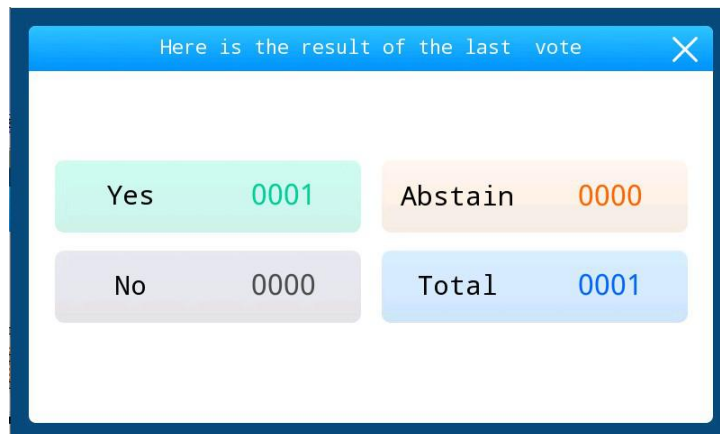 Here is the result of the last vote
Yes 0001 Abstain 0000
No 0000 Total 0001